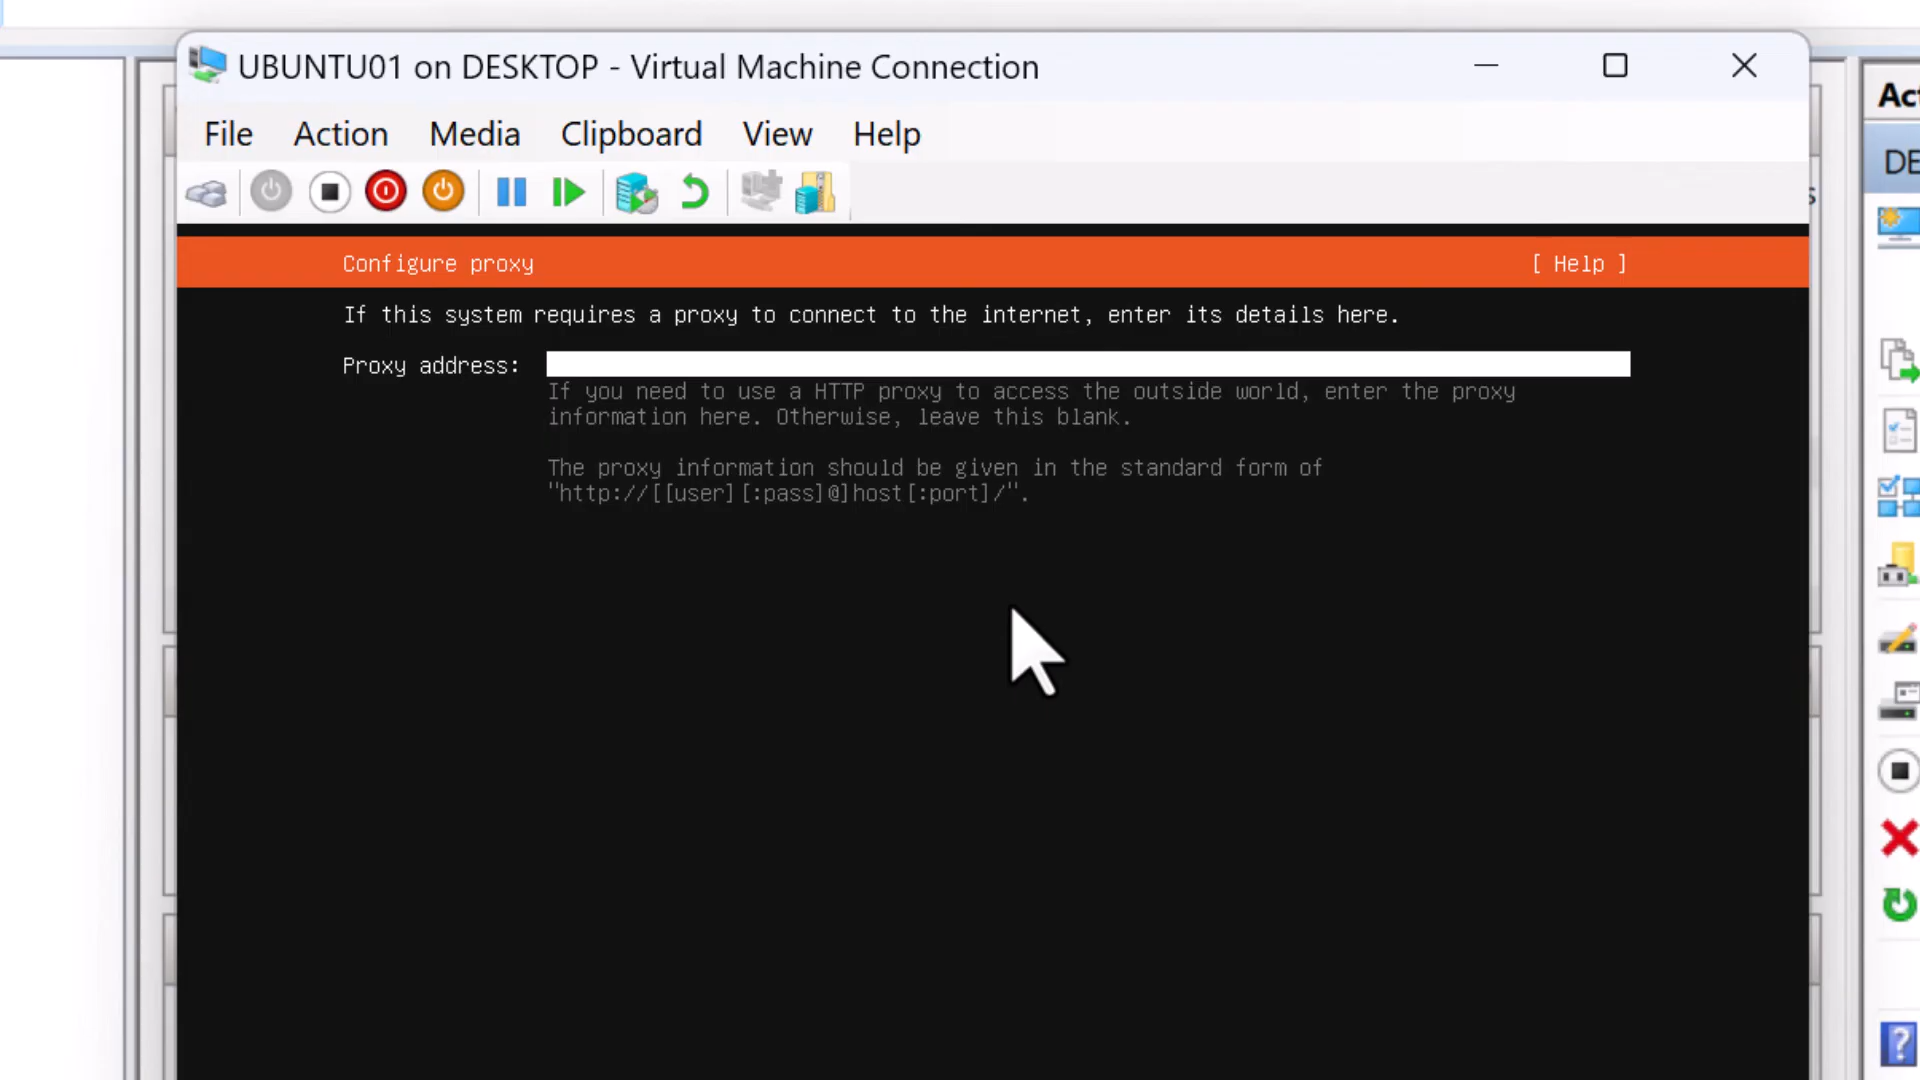 UBUNTU01 on DESKTOP - Virtual Machine Connection
File Action Media Clipboard View Help
Configure proxy [ Help ]
If this system requires a proxy to connect to the internet, enter its details here.
Proxy address:
If you need to use a HTTP proxy to access the outside world, enter the proxy
information here. Otherwise, leave this blank.
The proxy information should be given in the standard form of
"http://[[user][:pass]@]host[:port]/".